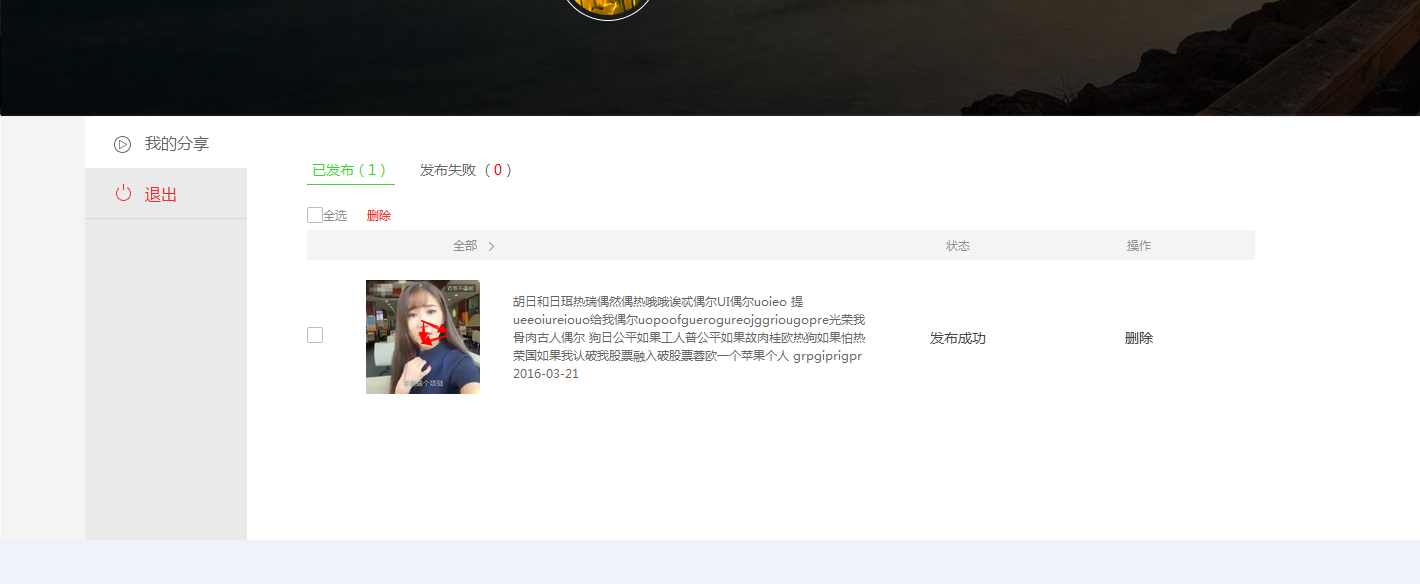 我的分享
退出
已发布（1）
发布失败 （0）
全选 删除
全部 >
状态
操作
胡日和日珥热瑞偶然偶热哦哦诶忒偶尔UI偶尔uoieo 提
ueeoiureiouo给我偶尔uopoofguerogureojggriougopre光荣我
骨肉古人偶尔 狗日公平如果工人普公平如果故肉桂欧热狗如果怕热
荣国如果我认破我股票融入破股票蓉欧一个苹果个人 grpgiprigpr
2016-03-21
发布成功
删除